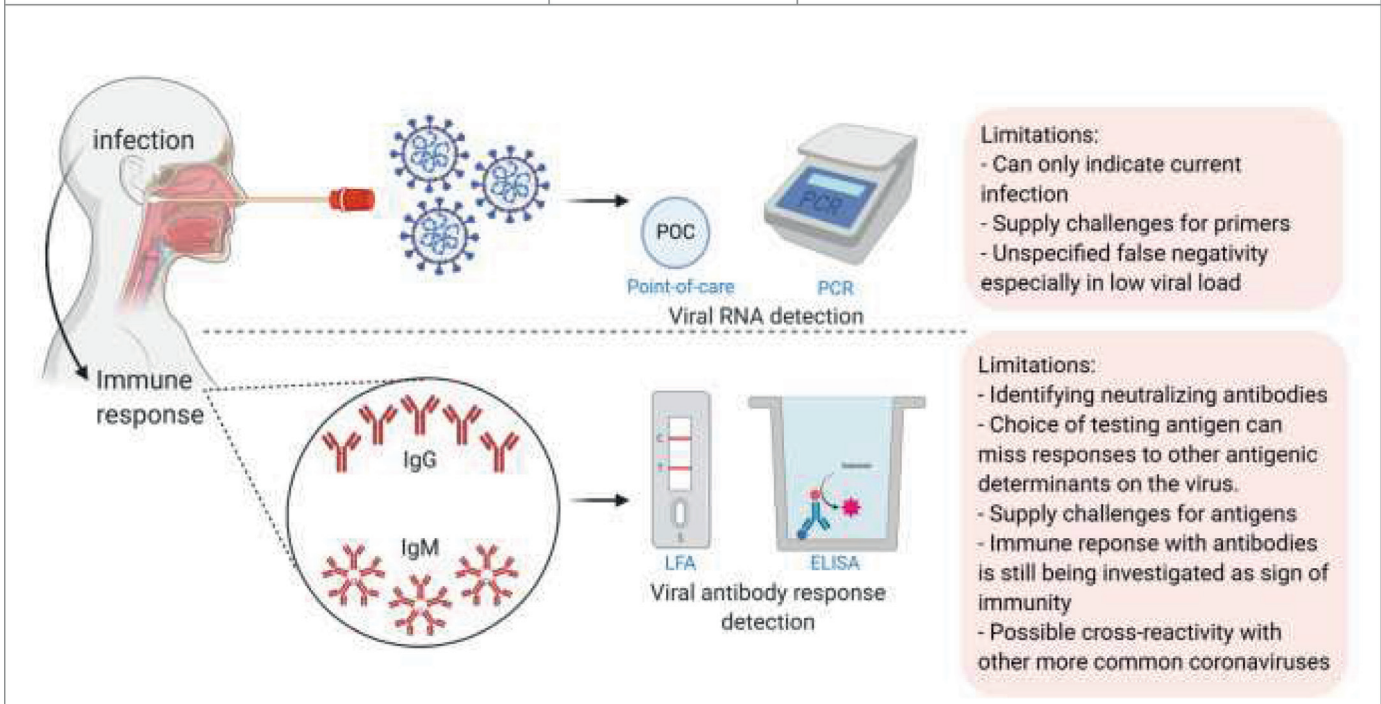 infection
POC
Point-of-care
PCR
PCR
Viral RNA detection
Limitations:
- Can only indicate current
infection
- Supply challenges for primers
- Unspecified false negativity
especially in low viral load
Immune
response
IgG
IgM
C
T
S
LFA
ELISA
Viral antibody response
detection
Limitations:
- Identifying neutralizing antibodies
- Choice of testing antigen can
miss responses to other antigenic
determinants on the virus.
- Supply challenges for antigens
- Immune reponse with antibodies
is still being investigated as sign of
immunity
- Possible cross-reactivity with
other more common coronaviruses